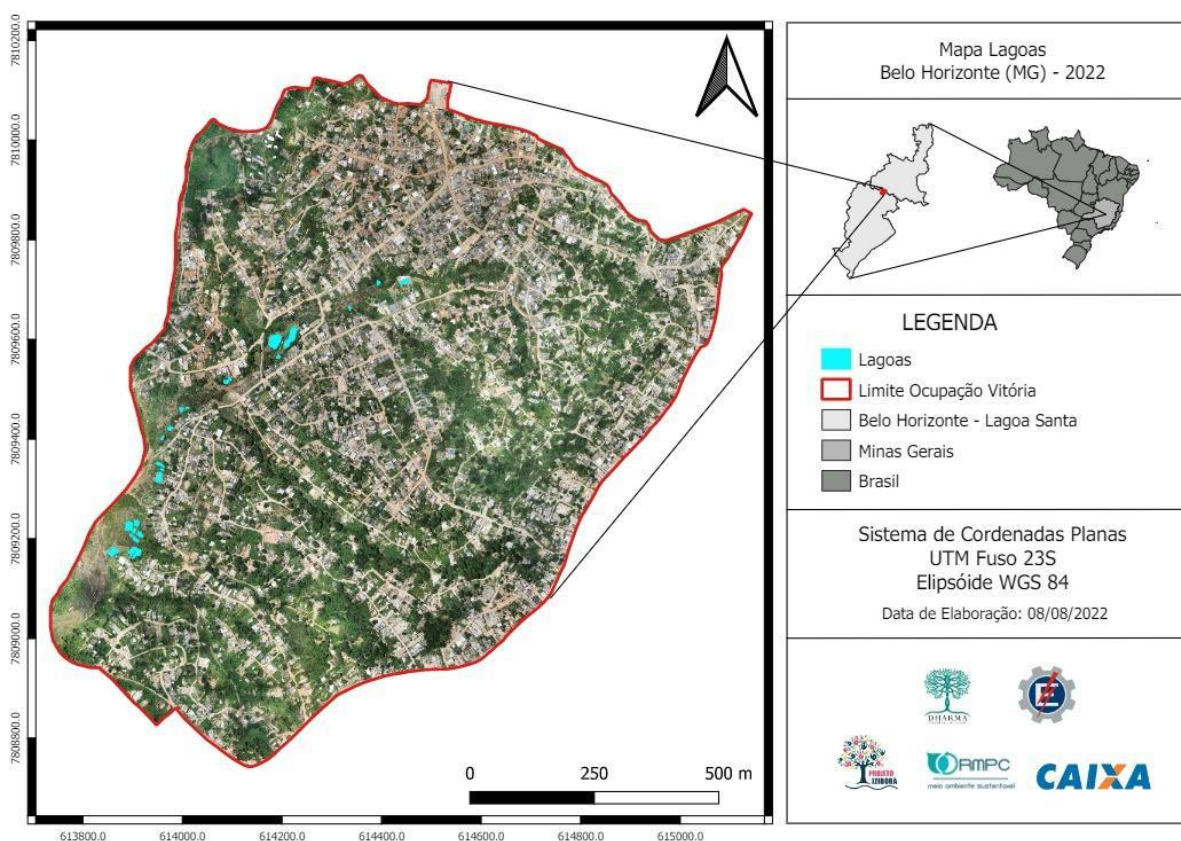 Mapa Lagoas
Belo Horizonte (MG) - 2022
LEGENDA
Lagoas
Limite Ocupação Vitória
Belo Horizonte - Lagoa Santa
Minas Gerais
Brasil
Sistema de Cordenadas Planas
UTM Fuso 23S
Elipsóide WGS 84
Data de Elaboração: 08/08/2022
DHARMA
E
PROJETO
IZIDORA
ORMPC
meio ambiente sustentável
CAIXA
7810200.0
7810000.0
7809800.0
7809600.0
7809400.0
7809200.0
7809000.0
7808800.0
0 250 500 m
613800.0 614000.0 614200.0 614400.0 614600.0 614800.0 615000.0